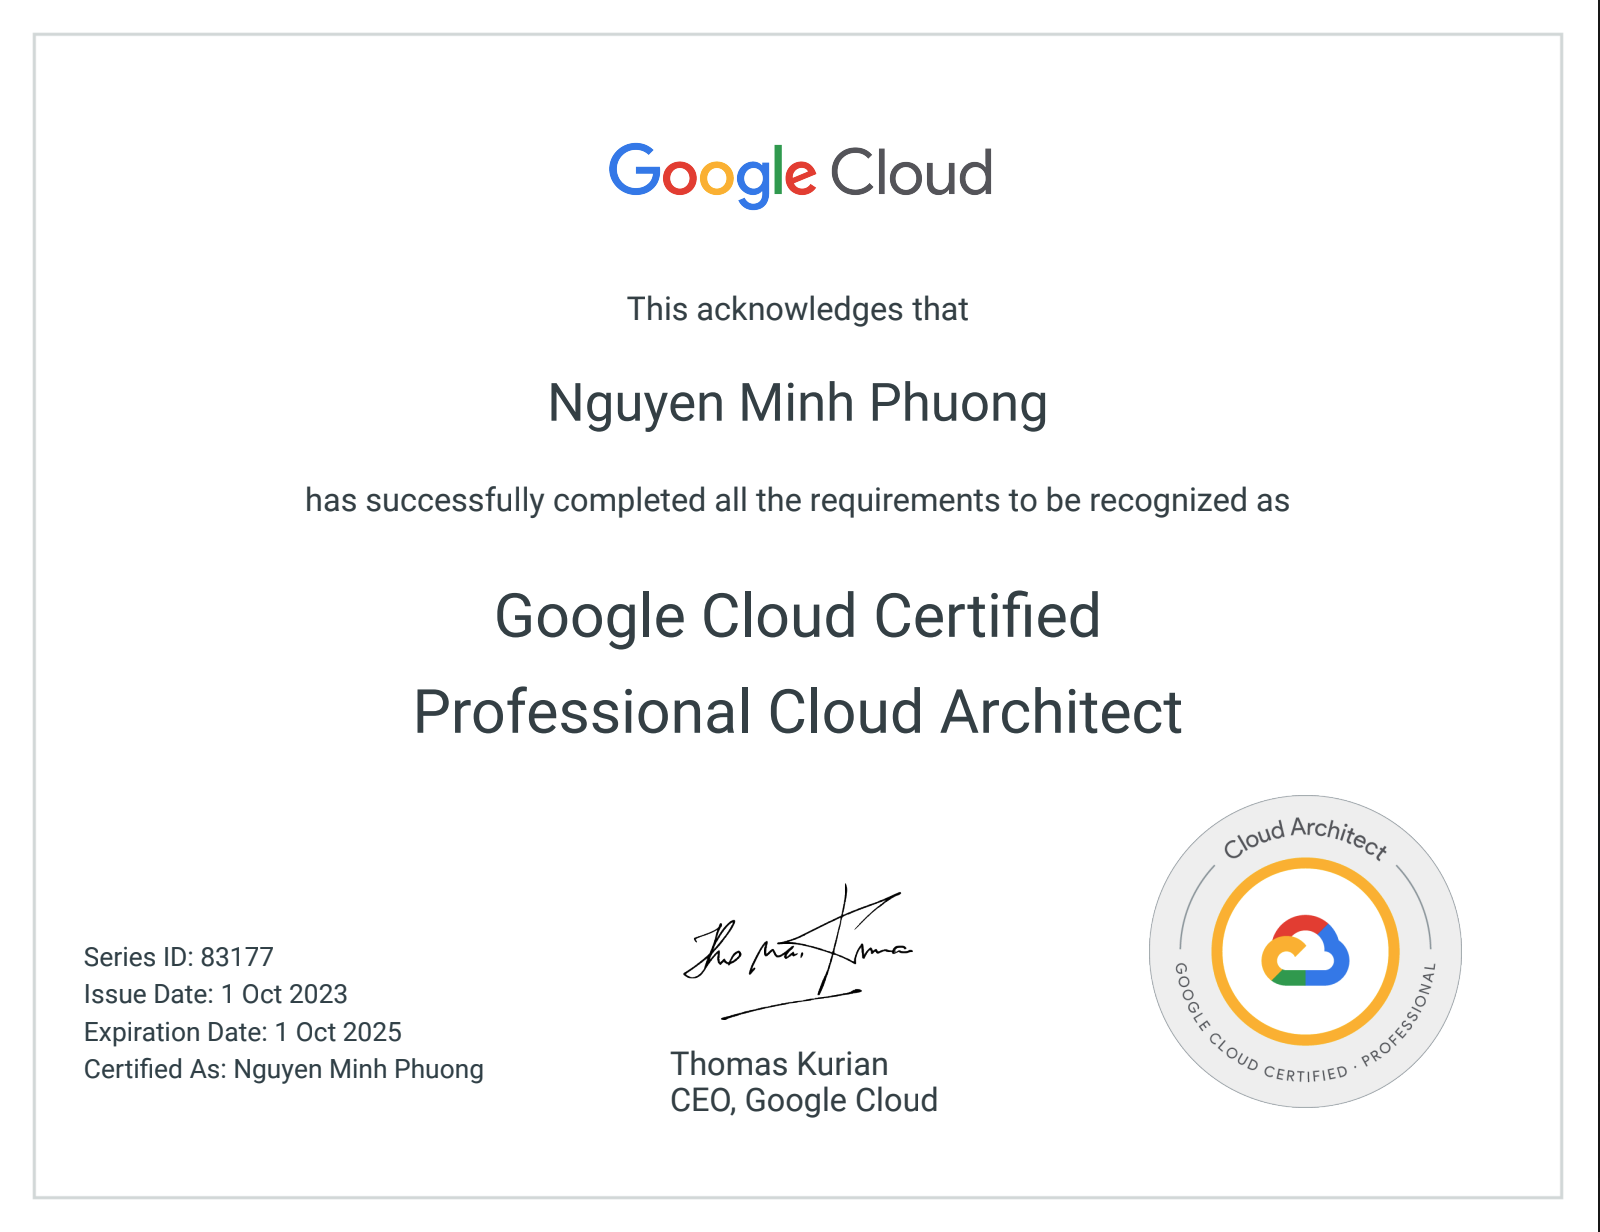 Google Cloud
This acknowledges that
Nguyen Minh Phuong
has successfully completed all the requirements to be recognized as
Google Cloud Certified
Professional Cloud Architect
Series ID: 83177
Issue Date: 1 Oct 2023
Expiration Date: 1 Oct 2025
Certified As: Nguyen Minh Phuong
Thomas Kurian
CEO, Google Cloud
Cloud Architect
GOOGLE CLOUD CERTIFIED · PROFESSIONAL